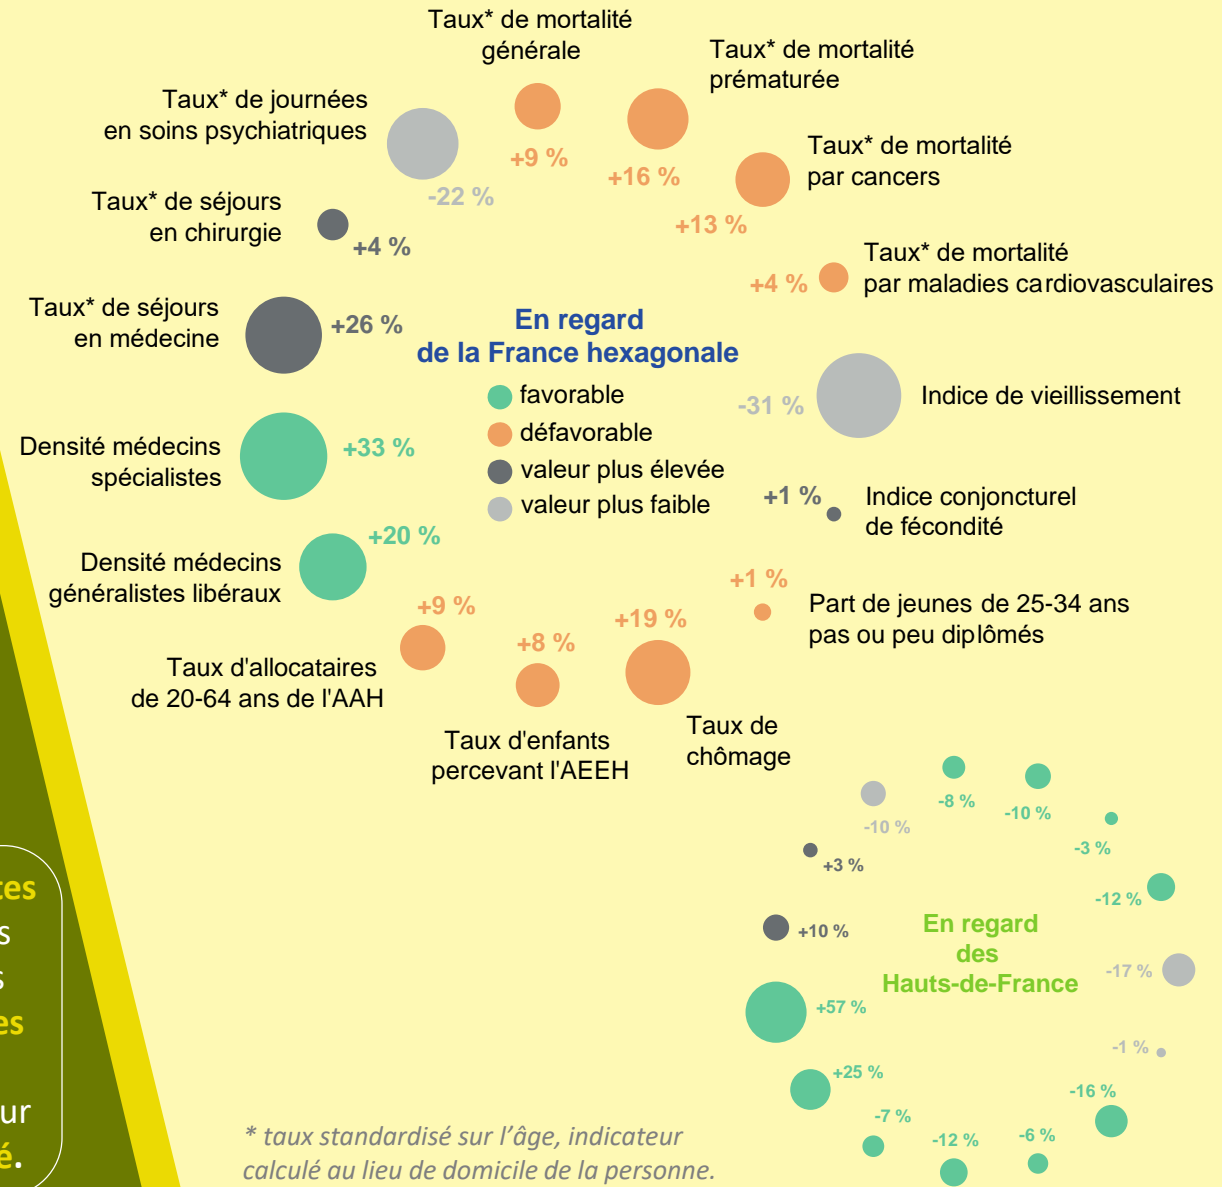 Taux* de mortalité
générale
+9 %
Taux* de mortalité
prématurée
+16 %
Taux* de mortalité
par cancers
+13 %
Taux* de mortalité
par maladies cardiovasculaires
+4 %
Indice de vieillissement
-31 %
Indice conjoncturel
de fécondité
+1 %
Part de jeunes de 25-34 ans
pas ou peu diplômés
+1 %
Taux de
chômage
+19 %
Taux d'enfants
percevant l'AEEH
+8 %
Taux d'allocataires
de 20-64 ans de l'AAH
+9 %
Densité médecins
généralistes libéraux
+20 %
Densité médecins
spécialistes
+33 %
Taux* de séjours
en médecine
+26 %
Taux* de séjours
en chirurgie
+4 %
Taux* de journées
en soins psychiatriques
-22 %
En regard
de la France hexagonale
favorable
défavorable
valeur plus élevée
valeur plus faible
-8 %
-10 %
-3 %
-12 %
-17 %
-1 %
-16 %
-6 %
-12 %
-7 %
+25 %
+57 %
+10 %
+3 %
-10 %
En regard
des
Hauts-de-France
* taux standardisé sur l’âge, indicateur
calculé au lieu de domicile de la personne.